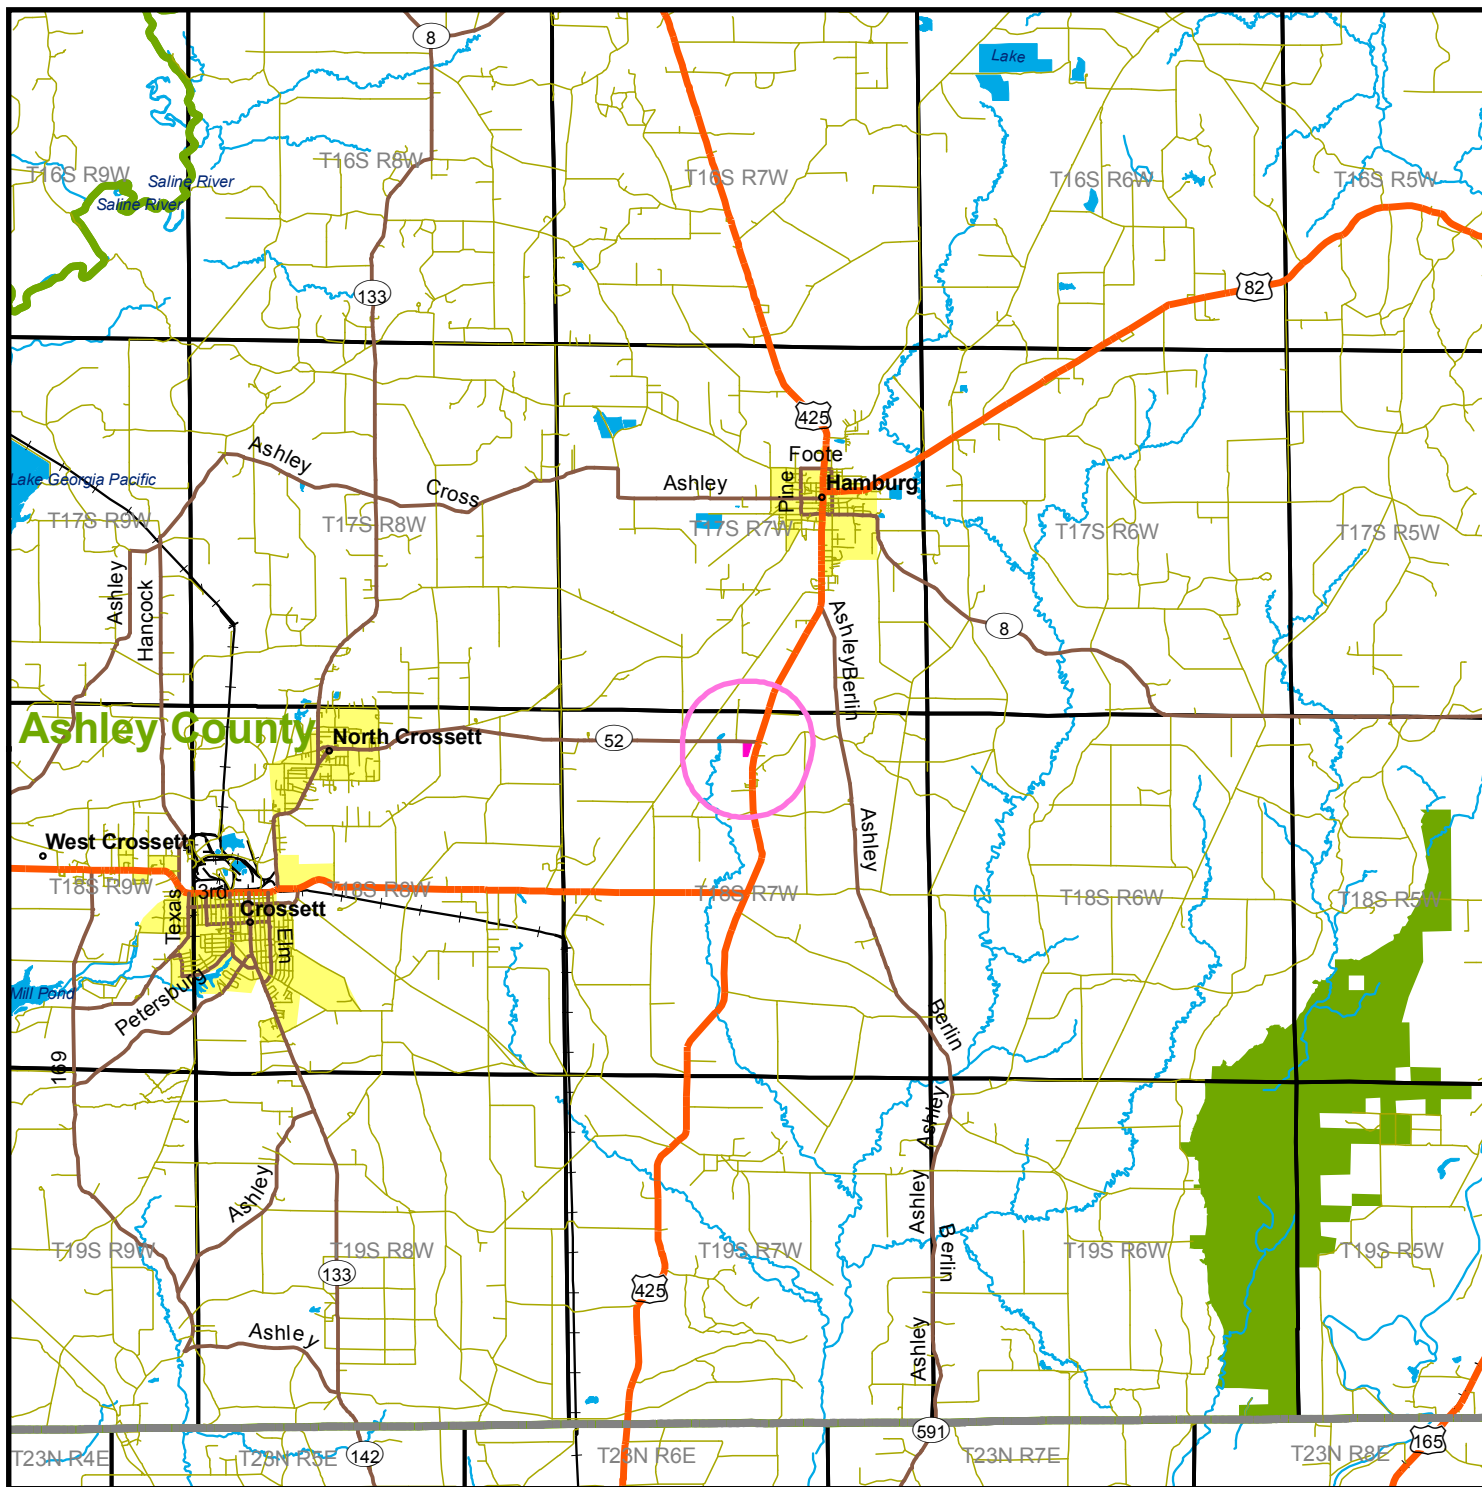 8
Lake
T16S R9W
T16S R8W
T16S R7W
T16S R6W
T16S R5W
Saline River
Saline River
133
82
425
Foote
Ashley
Cross
Ashley
Pine
Hamburg
Lake Georgia Pacific
T17S R9W
T17S R8W
T17S R7W
T17S R6W
T17S R5W
Ashley
Hancock
AshleyBerlin
8
Ashley County
North Crossett
52
West Crossett
Ashley
T18S R9W
3rd
T18S R8W
T18S R7W
T18S R6W
T18S R5W
Texas
Crossett
Elm
Mill Pond
Petersburg
Berlin
169
Ashley
Ashley
Ashley
Berlin
T19S R9W
T19S R8W
T19S R7W
T19S R6W
T19S R5W
133
425
Ashley
Ashley
591
165
T23N R4E
T23N R5E
142
T23N R6E
T23N R7E
T23N R8E